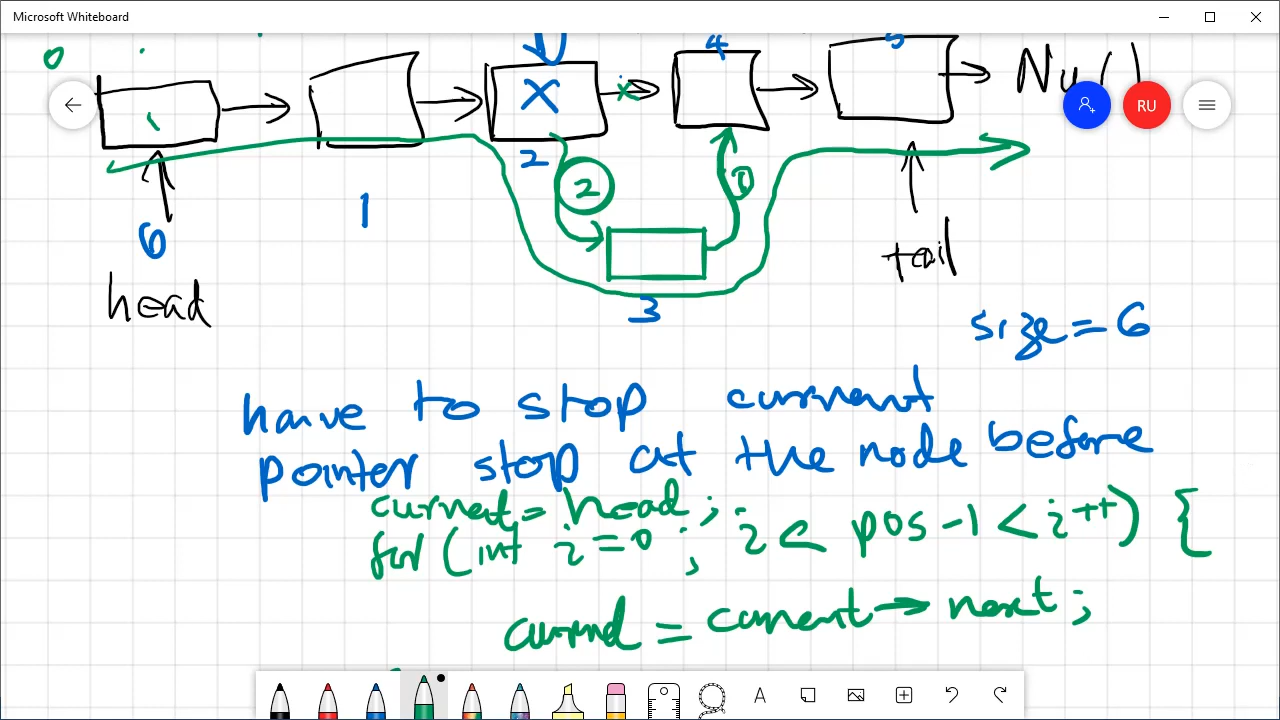 Microsoft Whiteboard
0
4
5
X
x
Null
RU
2
2
1
6
1
3
head
tail
size = 6
have to stop current
pointer stop at the node before
current = head;
for (int i = 0; i < pos - 1 < i++) {
current = current → next;
A